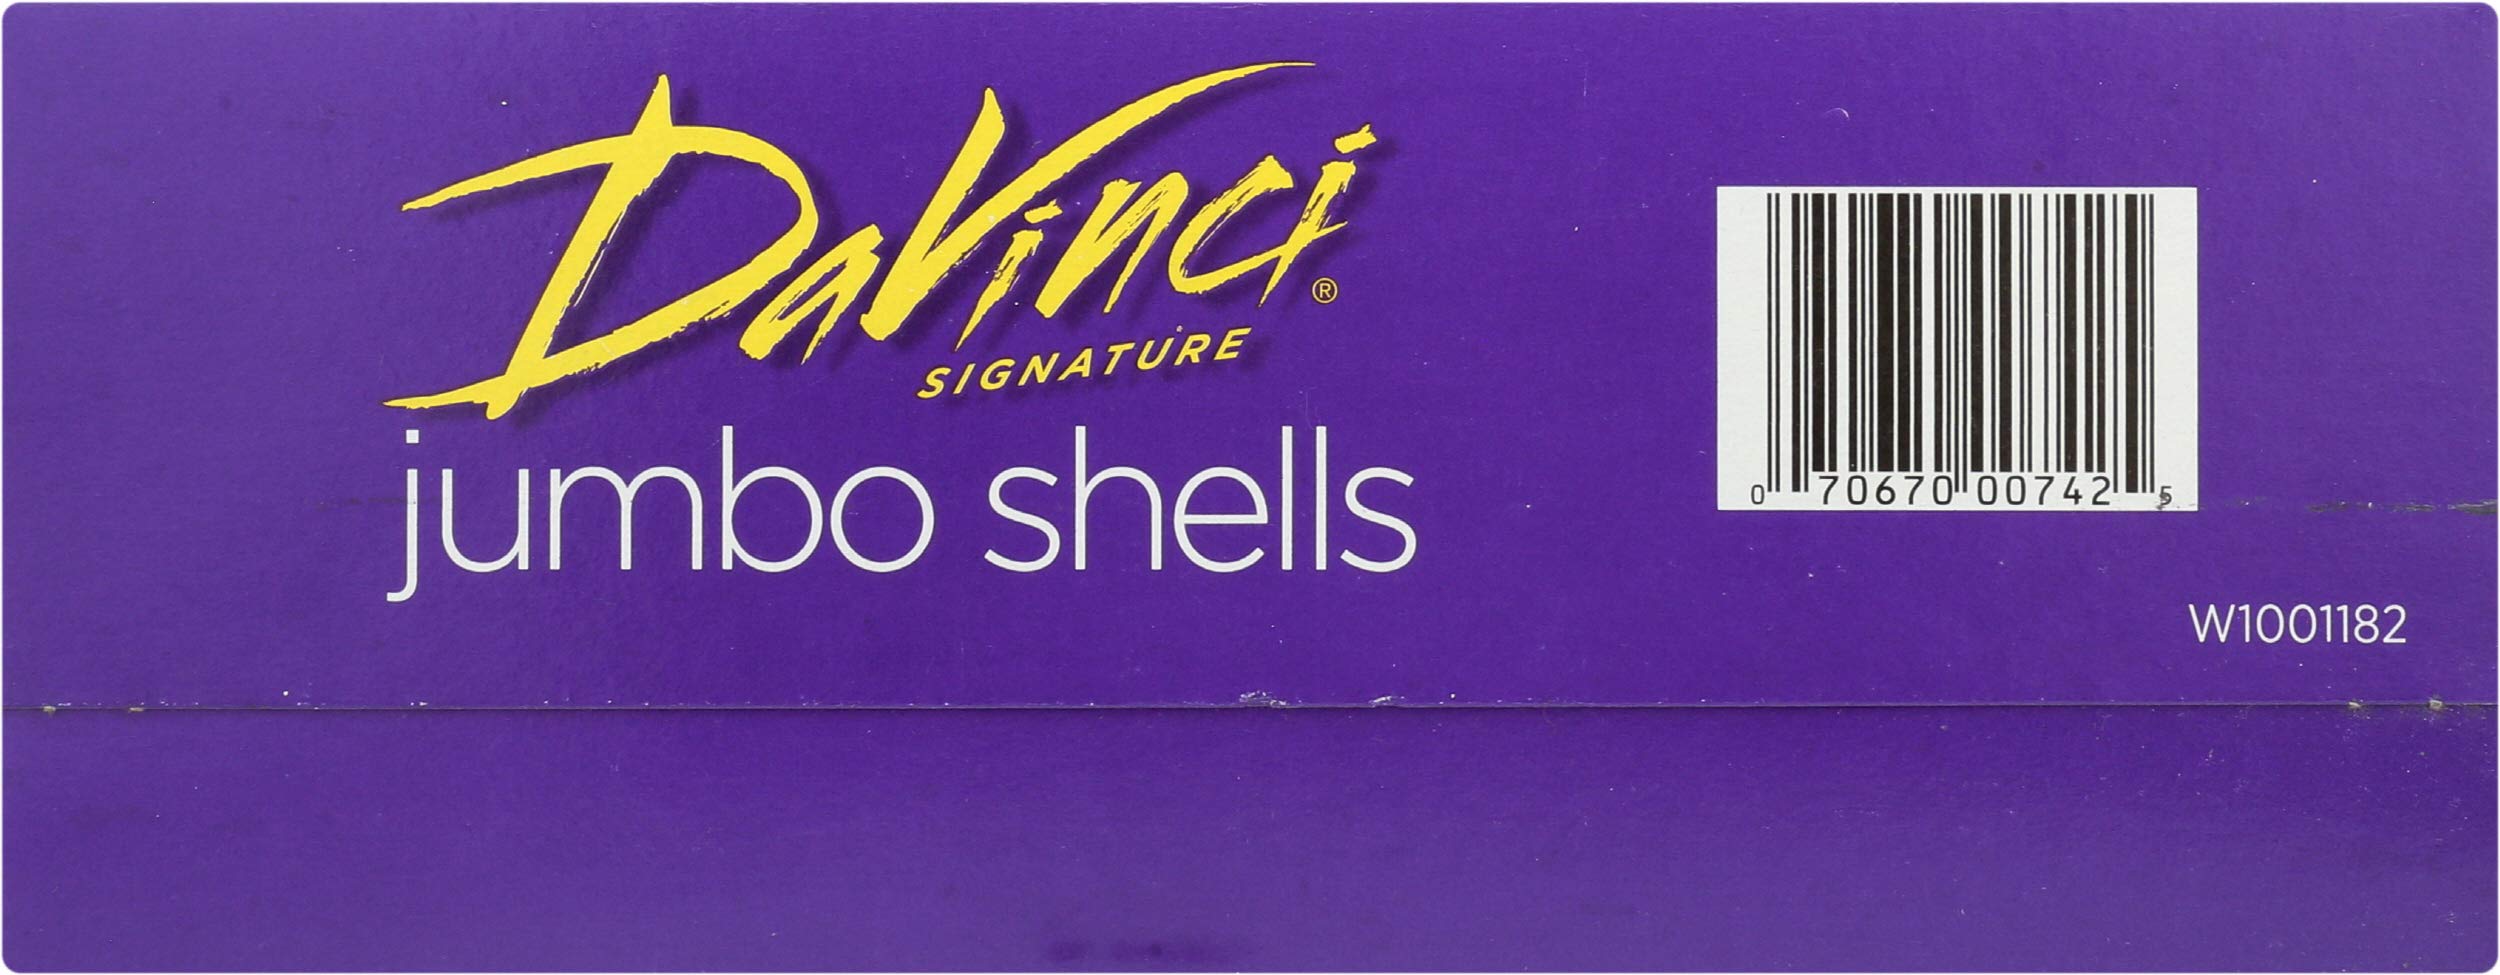 DaVinci®
SIGNATURE
jumbo shells
0 70670 00742 5
W1001182